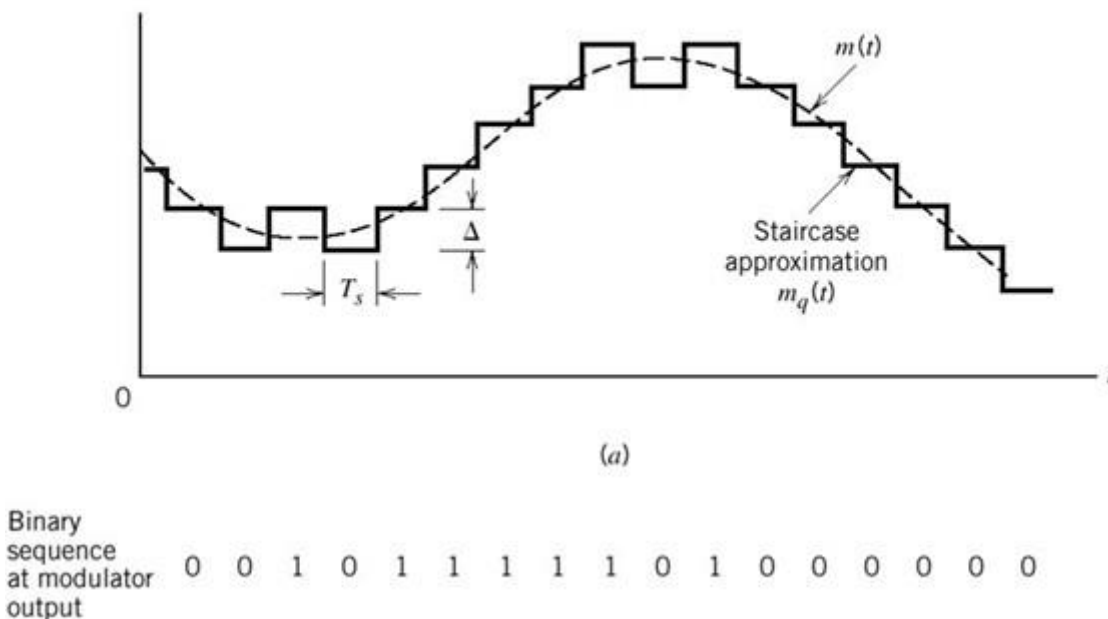 m(t)
Δ
T_s
Staircase
approximation
m_q(t)
0
(a)
Binary
sequence
at modulator
output
0 0 1 0 1 1 1 1 1 0 1 0 0 0 0 0 0